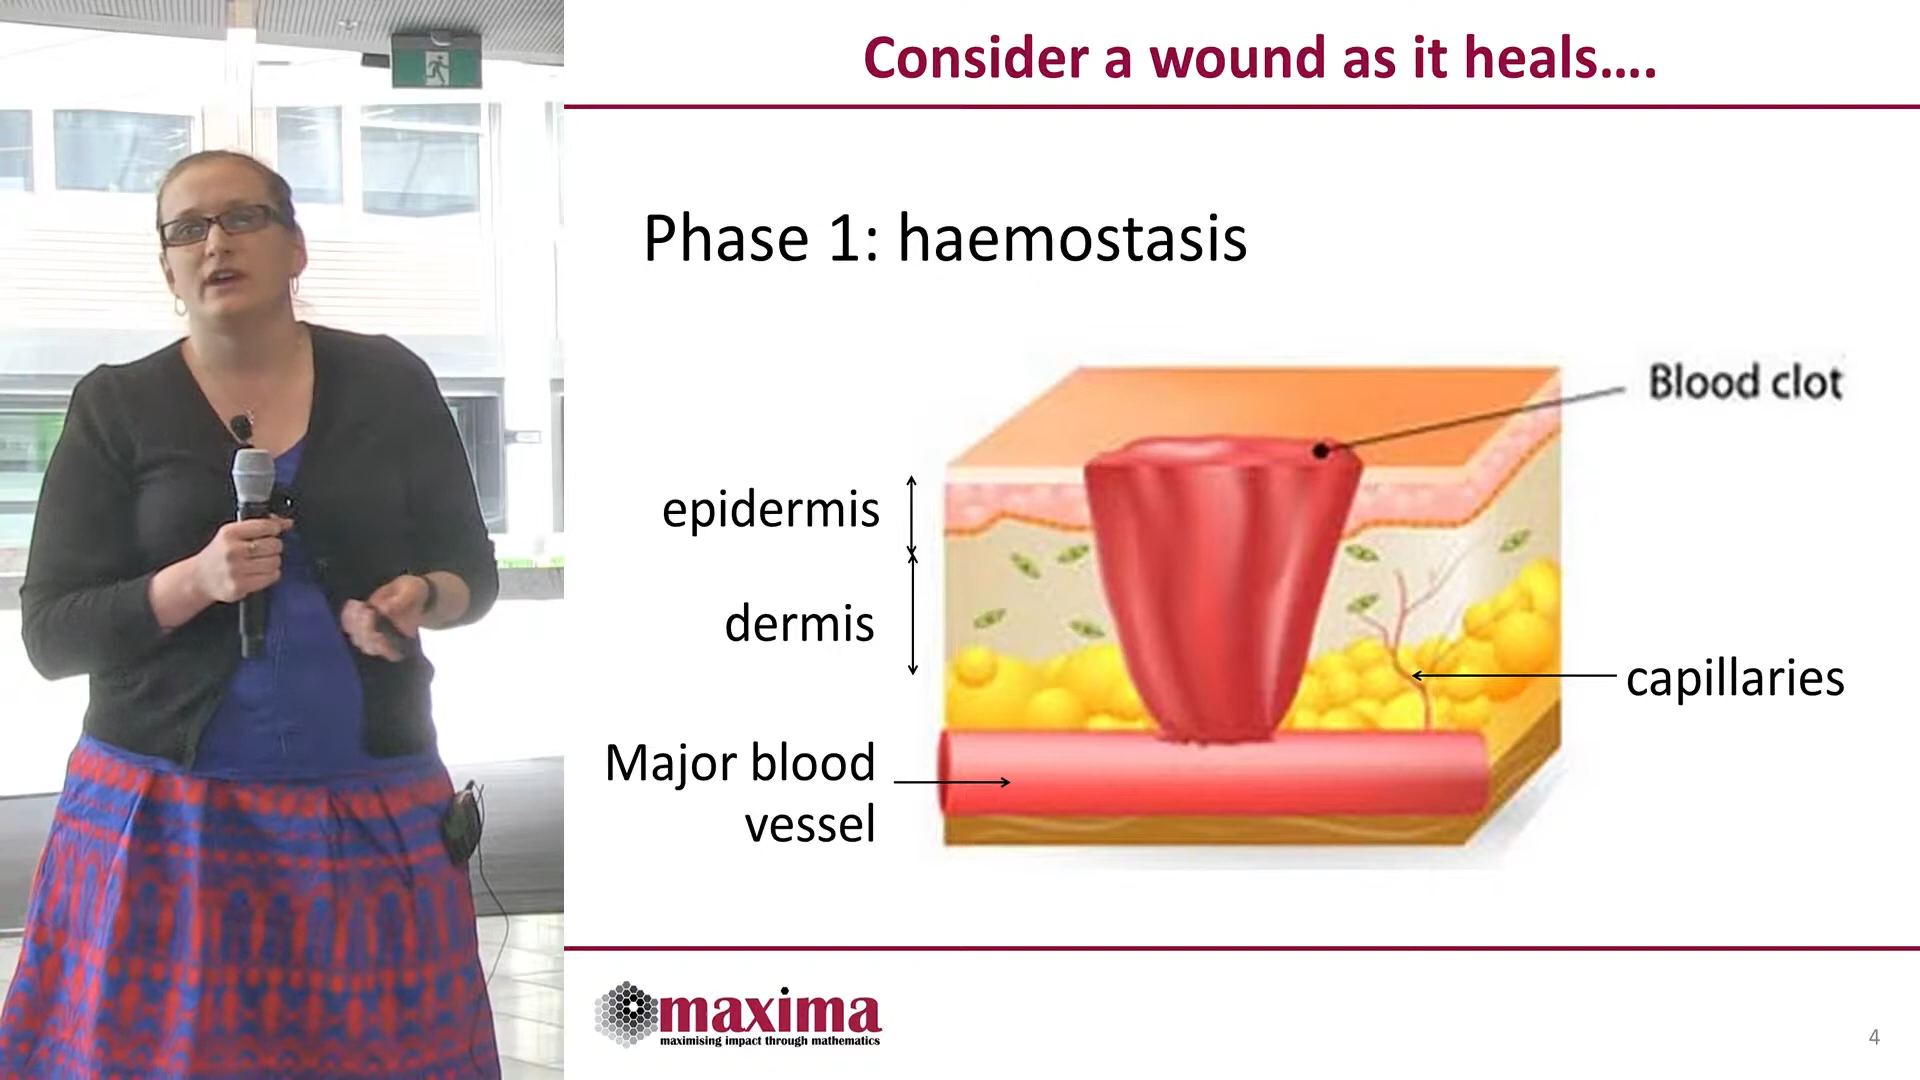 Consider a wound as it heals....
Phase 1: haemostasis
Blood clot
epidermis
dermis
capillaries
Major blood
vessel
maxima
maximising impact through mathematics
4